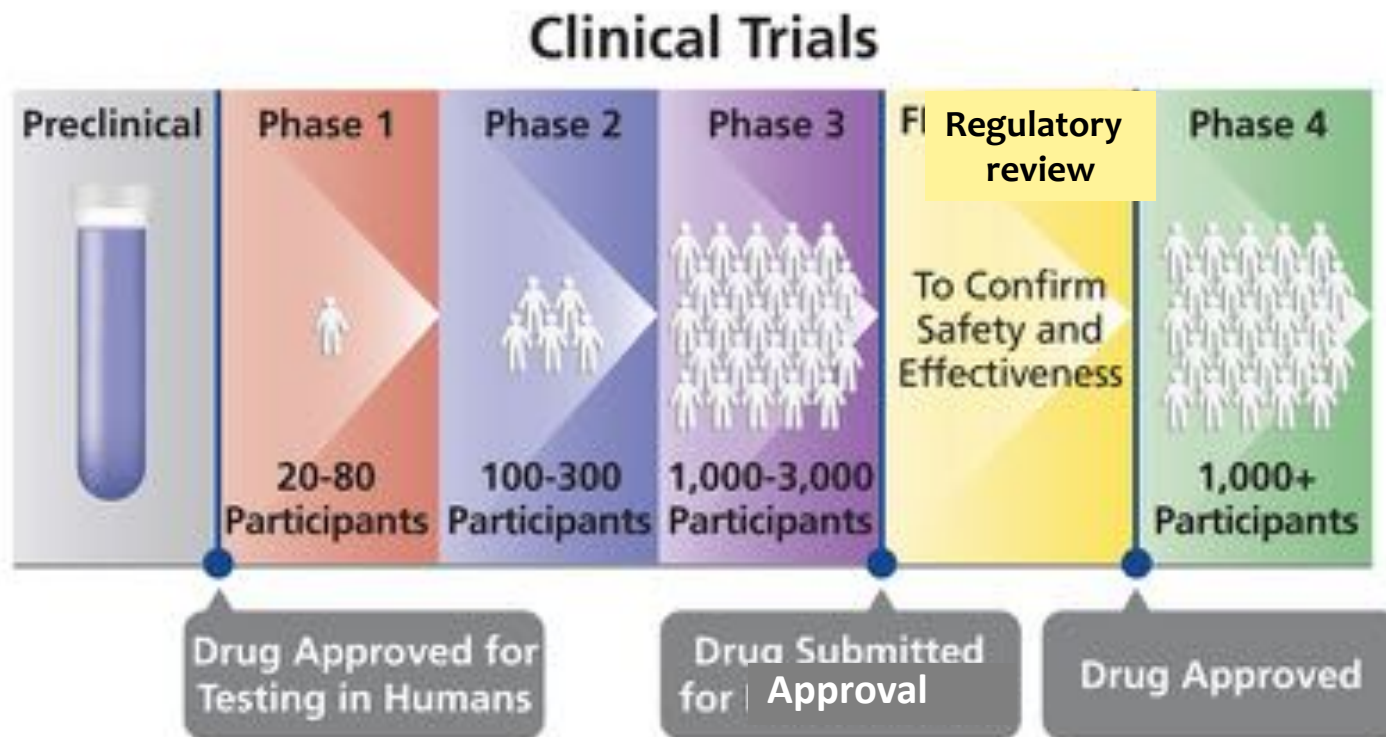 Clinical Trials
Preclinical
Phase 1
Phase 2
Phase 3
Regulatory
review
Phase 4
To Confirm
Safety and
Effectiveness
20-80
Participants
100-300
Participants
1,000-3,000
Participants
1,000+
Participants
Drug Approved for
Testing in Humans
Drug Submitted
for Approval
Drug Approved